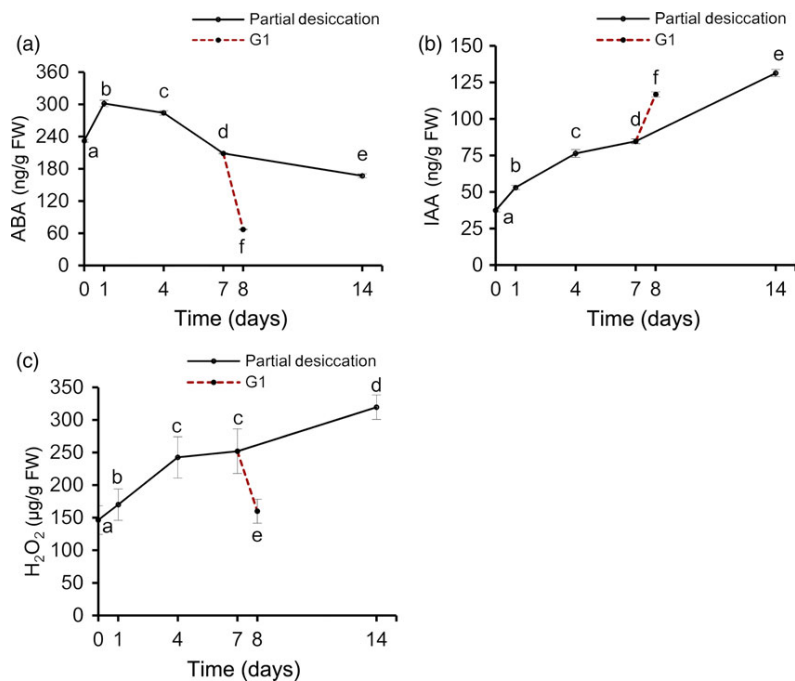 (a)
Partial desiccation
G1
ABA (ng/g FW)
360
300
240
180
120
60
0
a
b
c
d
e
f
0 1 4 7 8 14
Time (days)
(b)
Partial desiccation
G1
IAA (ng/g FW)
150
125
100
75
50
25
0
a
b
c
d
f
e
0 1 4 7 8 14
Time (days)
(c)
Partial desiccation
G1
H₂O₂ (µg/g FW)
350
300
250
200
150
100
50
0
a
b
c
c
d
e
0 1 4 7 8 14
Time (days)